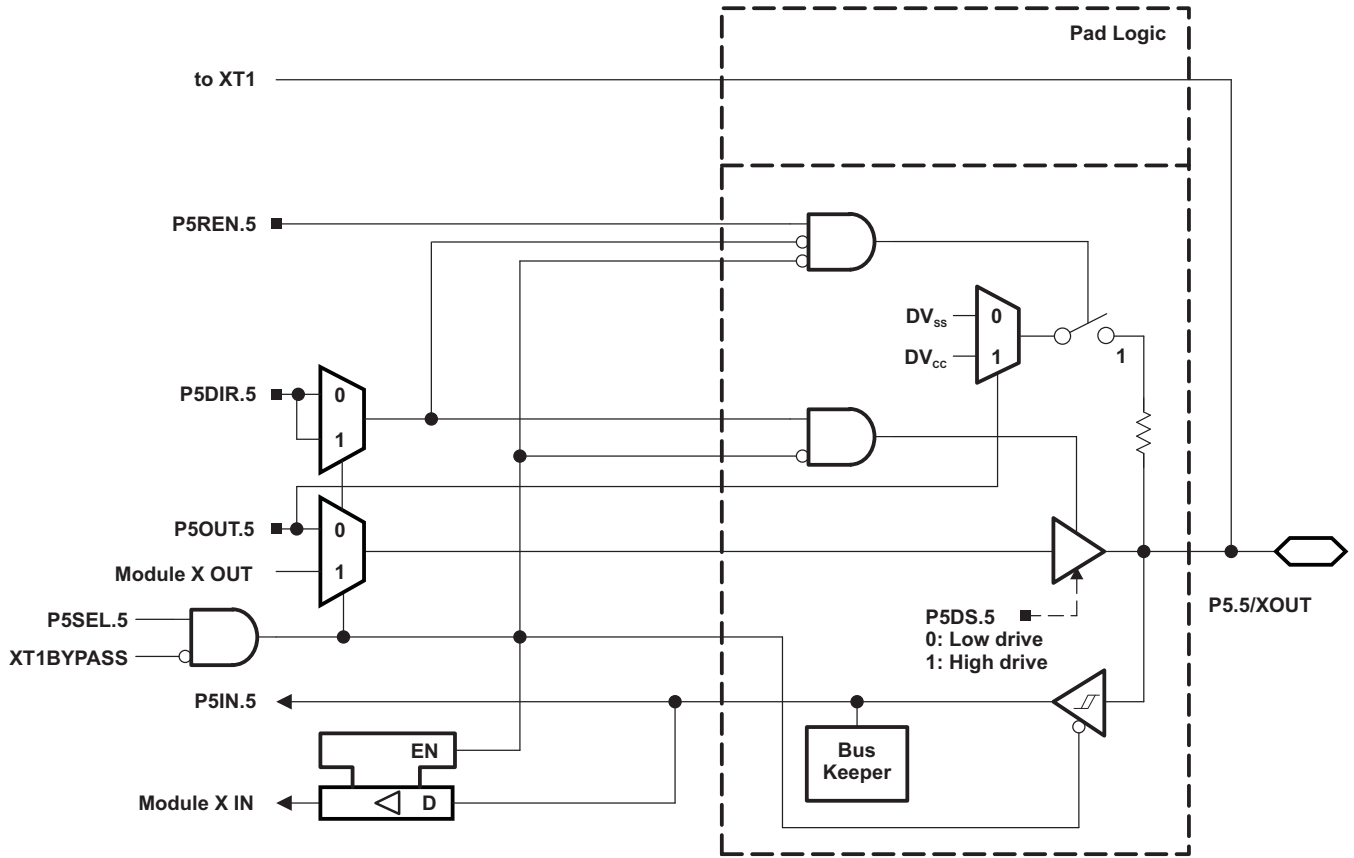 Pad Logic
to XT1
P5REN.5
DVss
0
DVcc
1
1
P5DIR.5
0
1
P5OUT.5
0
Module X OUT
1
P5SEL.5
XT1BYPASS
P5DS.5
0: Low drive
1: High drive
P5.5/XOUT
P5IN.5
EN
Bus
Keeper
Module X IN
D